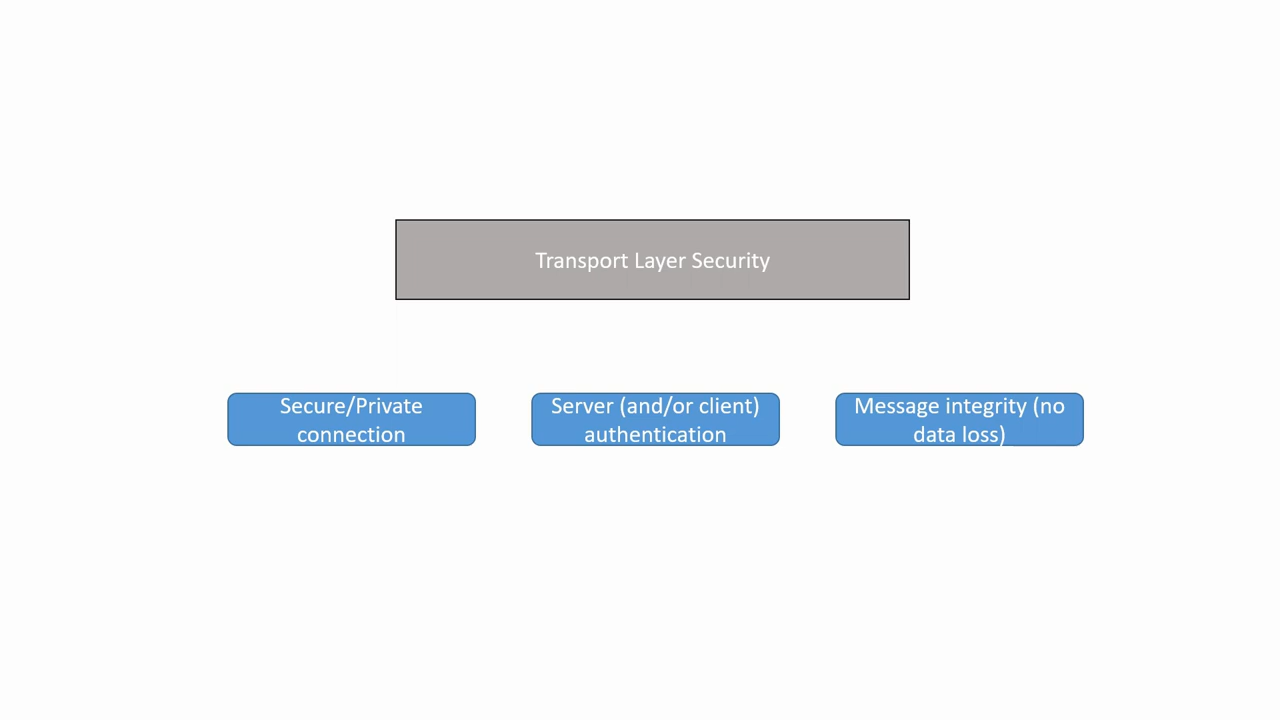 Transport Layer Security
Secure/Private
connection
Server (and/or client)
authentication
Message integrity (no
data loss)